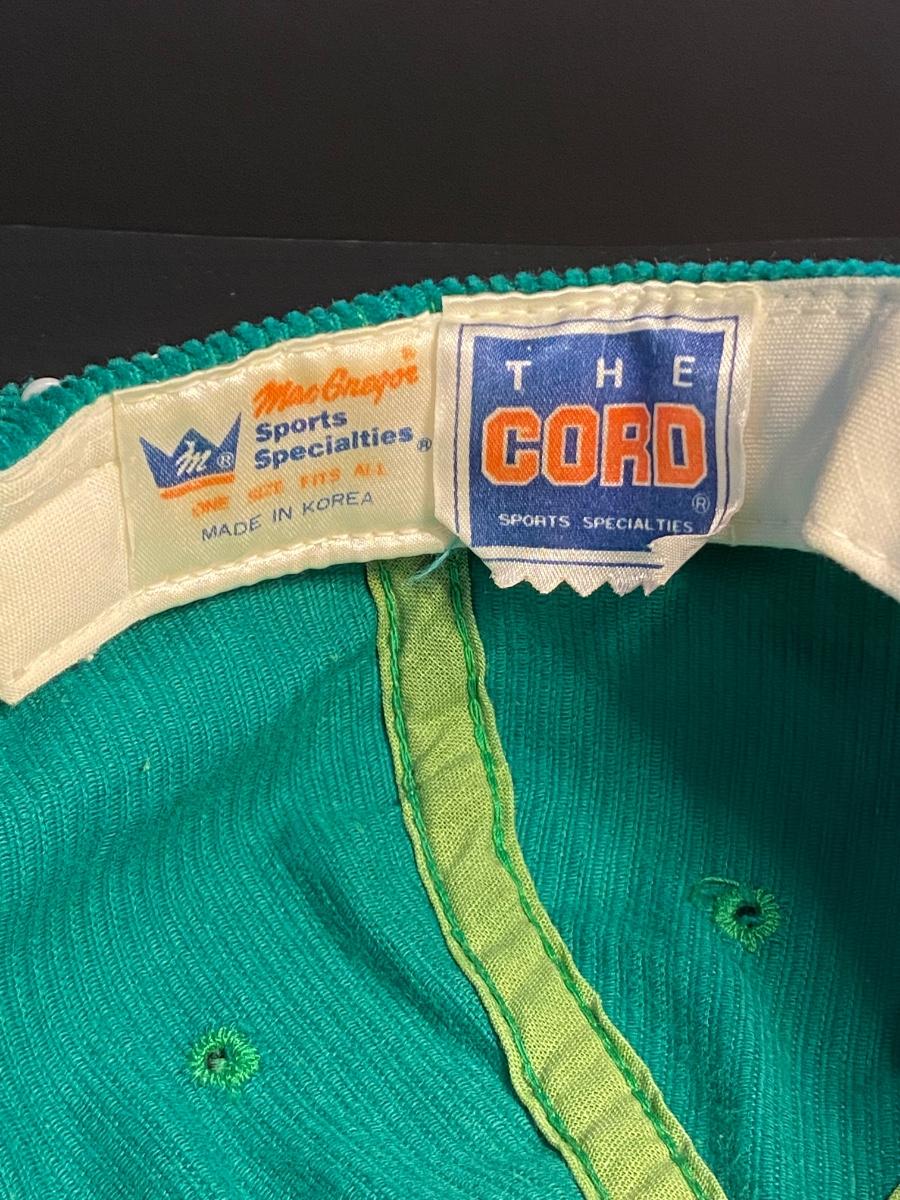 MacGregor®
Sports
Specialties®
M®
ONE SIZE FITS ALL
MADE IN KOREA
THE
CORD
®
SPORTS SPECIALTIES